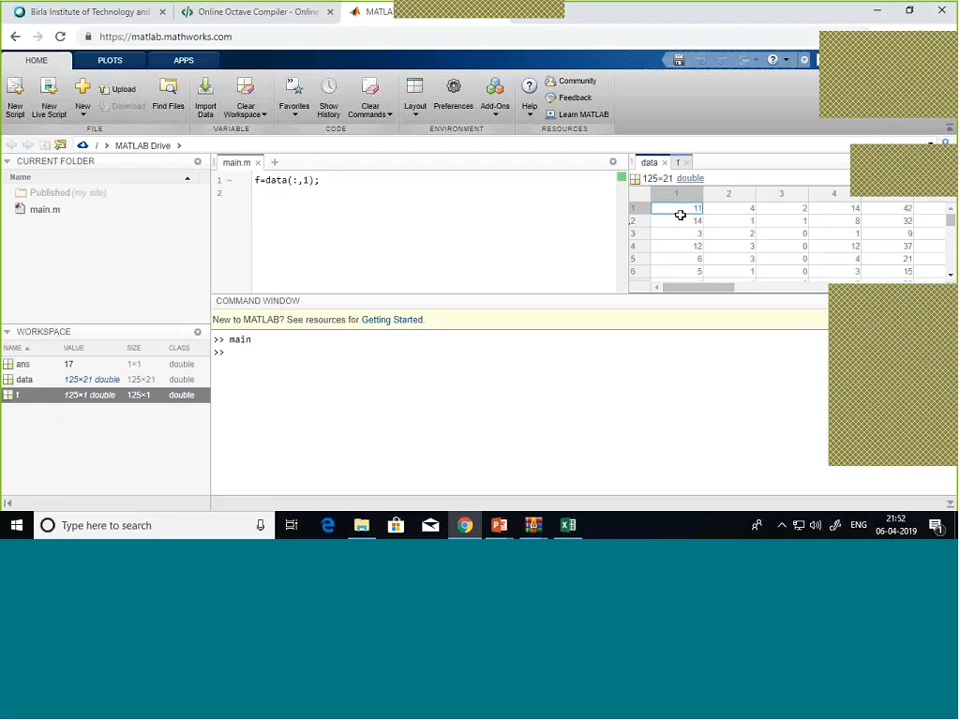 Birla Institute of Technology and
Online Octave Compiler - Online
MATLA
https://matlab.mathworks.com
HOME
PLOTS
APPS
New Script
New Live Script
New
Upload
Download
Find Files
Import Data
Clear Workspace
Favorites
Show History
Clear Commands
Layout
Preferences
Add-Ons
Help
Community
Feedback
Learn MATLAB
FILE
VARIABLE
CODE
ENVIRONMENT
RESOURCES
/ MATLAB Drive
CURRENT FOLDER
Name
Published (my site)
main.m
main.m
1 – f=data(:,1);
2
data
f
125×21 double
1 2 3 4
1 11 4 2 14 42
2 14 1 1 8 32
3 3 2 0 1 9
4 12 3 0 12 37
5 6 3 0 4 21
6 5 1 0 3 15
COMMAND WINDOW
New to MATLAB? See resources for Getting Started.
>> main
>>
WORKSPACE
NAME VALUE SIZE CLASS
ans 17 1×1 double
data 125×21 double 125×21 double
f 125×1 double 125×1 double
Type here to search
ENG
21:52
06-04-2019
1